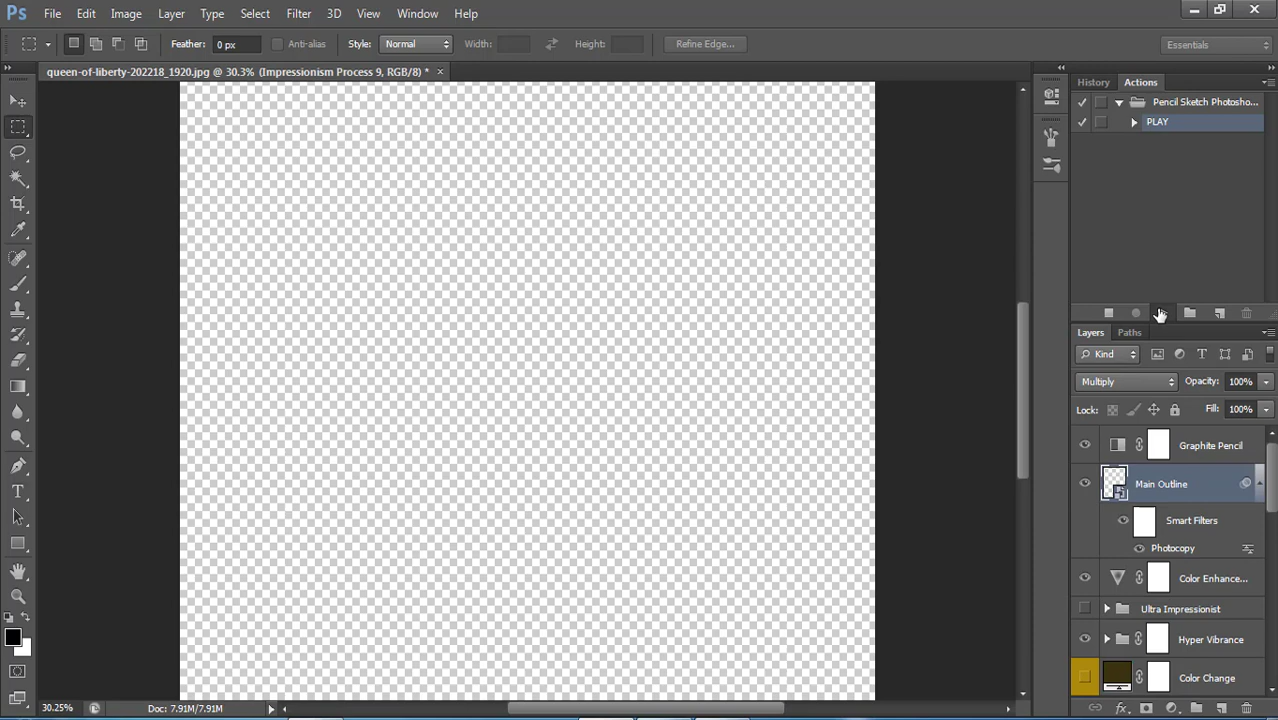 Ps File Edit Image Layer Type Select Filter 3D View Window Help
Feather: 0 px Anti-alias Style: Normal Width: Height: Refine Edge... Essentials
queen-of-liberty-202218_1920.jpg @ 30.3% (Impressionism Process 9, RGB/8) * ×
History Actions
Pencil Sketch Photosho...
PLAY
Layers Paths
Kind
Multiply Opacity: 100%
Lock: Fill: 100%
Graphite Pencil
Main Outline
Smart Filters
Photocopy
Color Enhance...
Ultra Impressionist
Hyper Vibrance
Color Change
30.25% Doc: 7.91M/7.91M